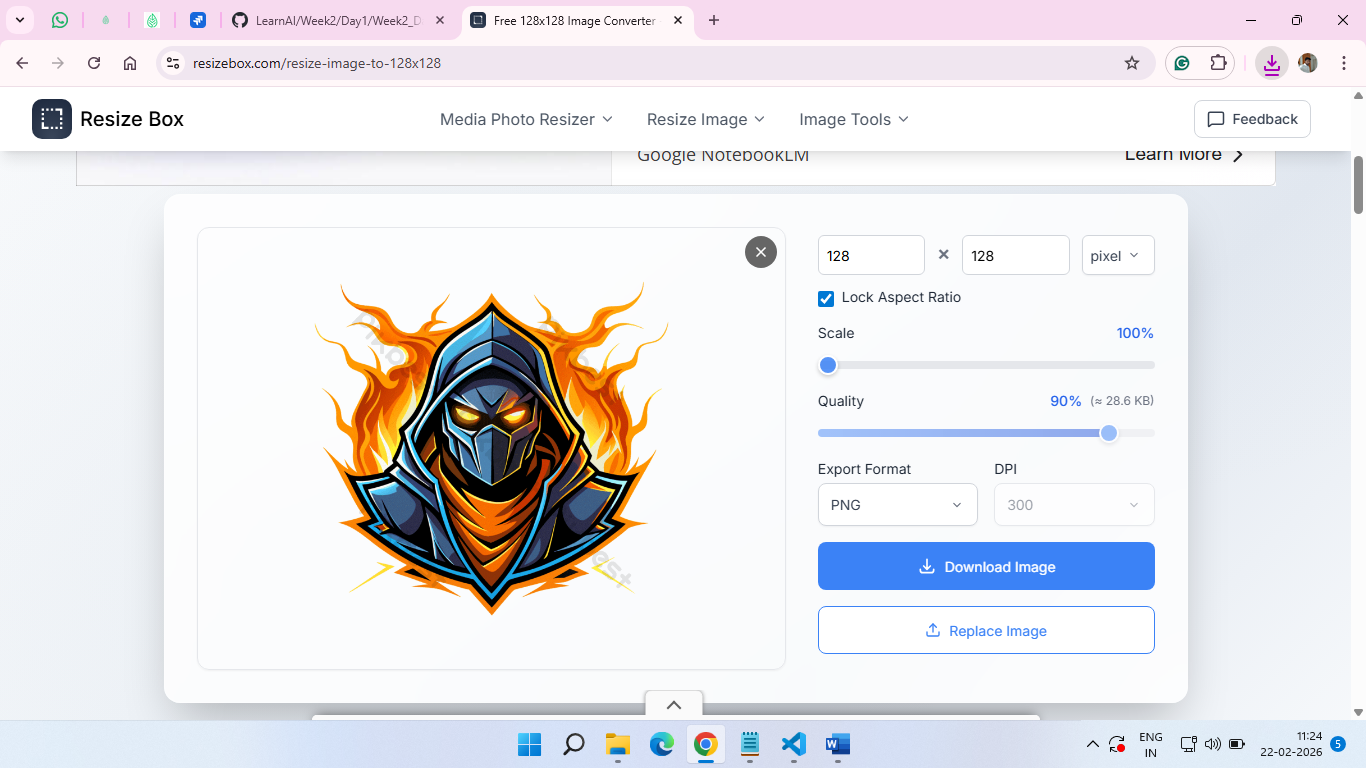 LearnAI/Week2/Day1/Week2_D
Free 128x128 Image Converter
resizebox.com/resize-image-to-128x128
Resize Box
Media Photo Resizer
Resize Image
Image Tools
Feedback
Google NotebookLM
Learn More
128
128
pixel
Lock Aspect Ratio
Scale
100%
Quality
90%
(≈ 28.6 KB)
Export Format
DPI
PNG
300
Download Image
Replace Image
ENG
IN
11:24
22-02-2026
5